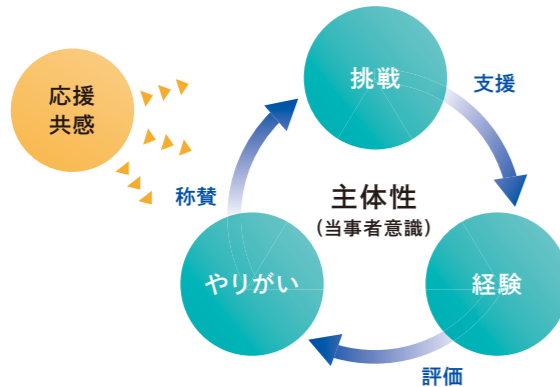 応援
共感
挑戦
支援
称賛
主体性
(当事者意識)
やりがい
経験
評価